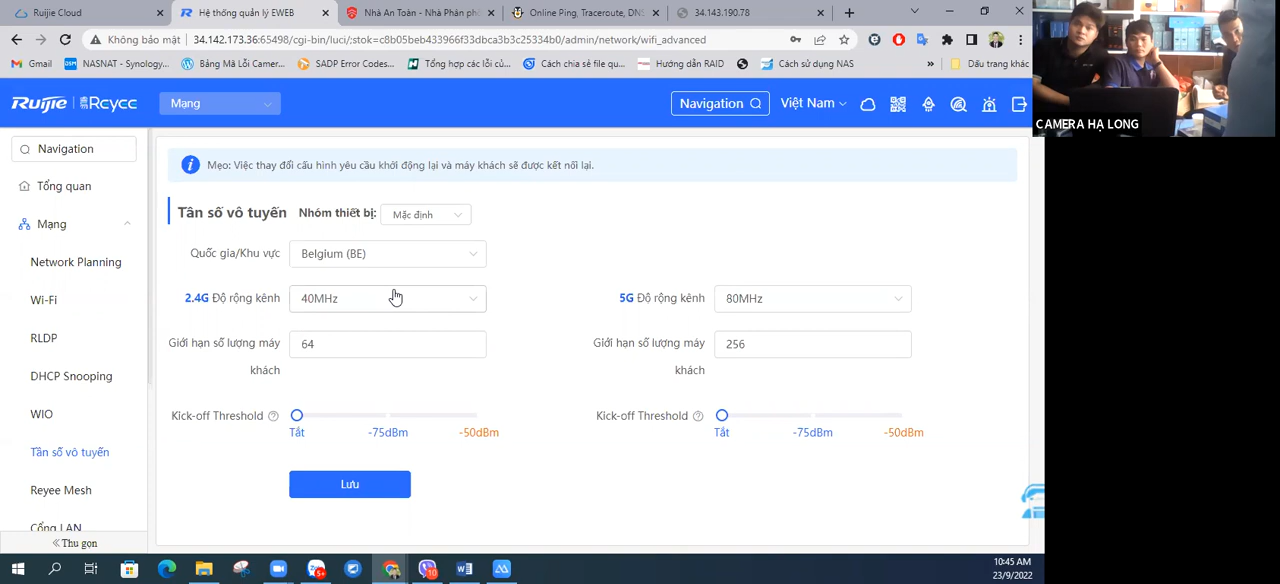 Ruijie Cloud
Hệ thống quản lý EWEB
Nhà An Toàn - Nhà Phân phố
Online Ping, Traceroute, DNS
34.143.190.78
Không bảo mật
34.142.173.36:65498/cgi-bin/luci/;stok=c0b05beb433966f33dbca3b3c25334b0/admin/network/wifi_advanced
Gmail
NASNAT - Synology...
Bảng Mã Lỗi Camer...
SADP Error Codes...
Tổng hợp các lỗi củ...
Cách chia sẻ file qu...
Hướng dẫn RAID
Cách sử dụng NAS
»
Dấu trang khác
CAMERA HẠ LONG
Ruijie
Rcycc
Mạng
Navigation
Việt Nam
Navigation
Tổng quan
Mạng
Network Planning
Wi-Fi
RLDP
DHCP Snooping
WIO
Tần số vô tuyến
Reyee Mesh
Cổng LAN
Thu gọn
Mẹo: Việc thay đổi cấu hình yêu cầu khởi động lại và máy khách sẽ được kết nối lại.
Tần số vô tuyến
Nhóm thiết bị:
Mặc định
Quốc gia/Khu vực
Belgium (BE)
2.4G Độ rộng kênh
40MHz
5G Độ rộng kênh
80MHz
Giới hạn số lượng máy
khách
64
Giới hạn số lượng máy
khách
256
Kick-off Threshold
Tắt
-75dBm
-50dBm
Kick-off Threshold
Tắt
-75dBm
-50dBm
Lưu
10:45 AM
23/9/2022